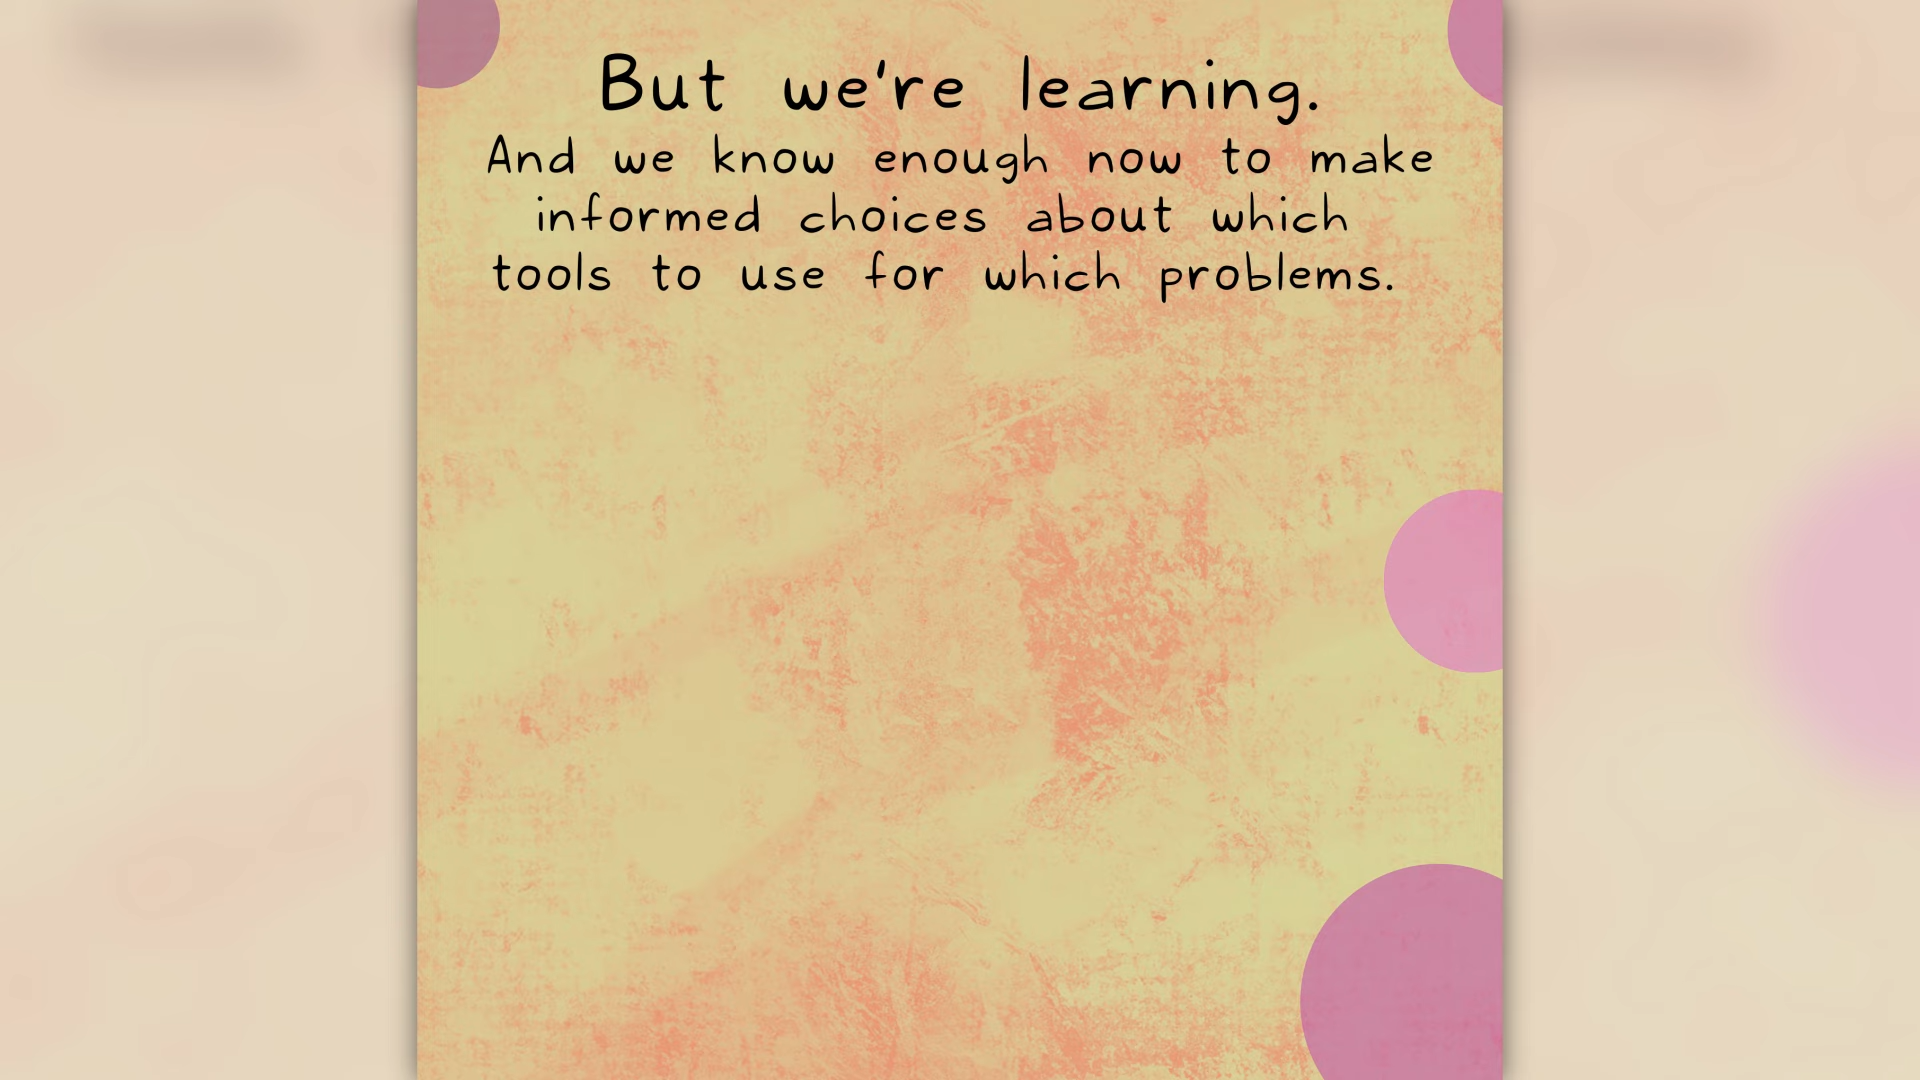 But we're learning.
And we know enough now to make
informed choices about which
tools to use for which problems.